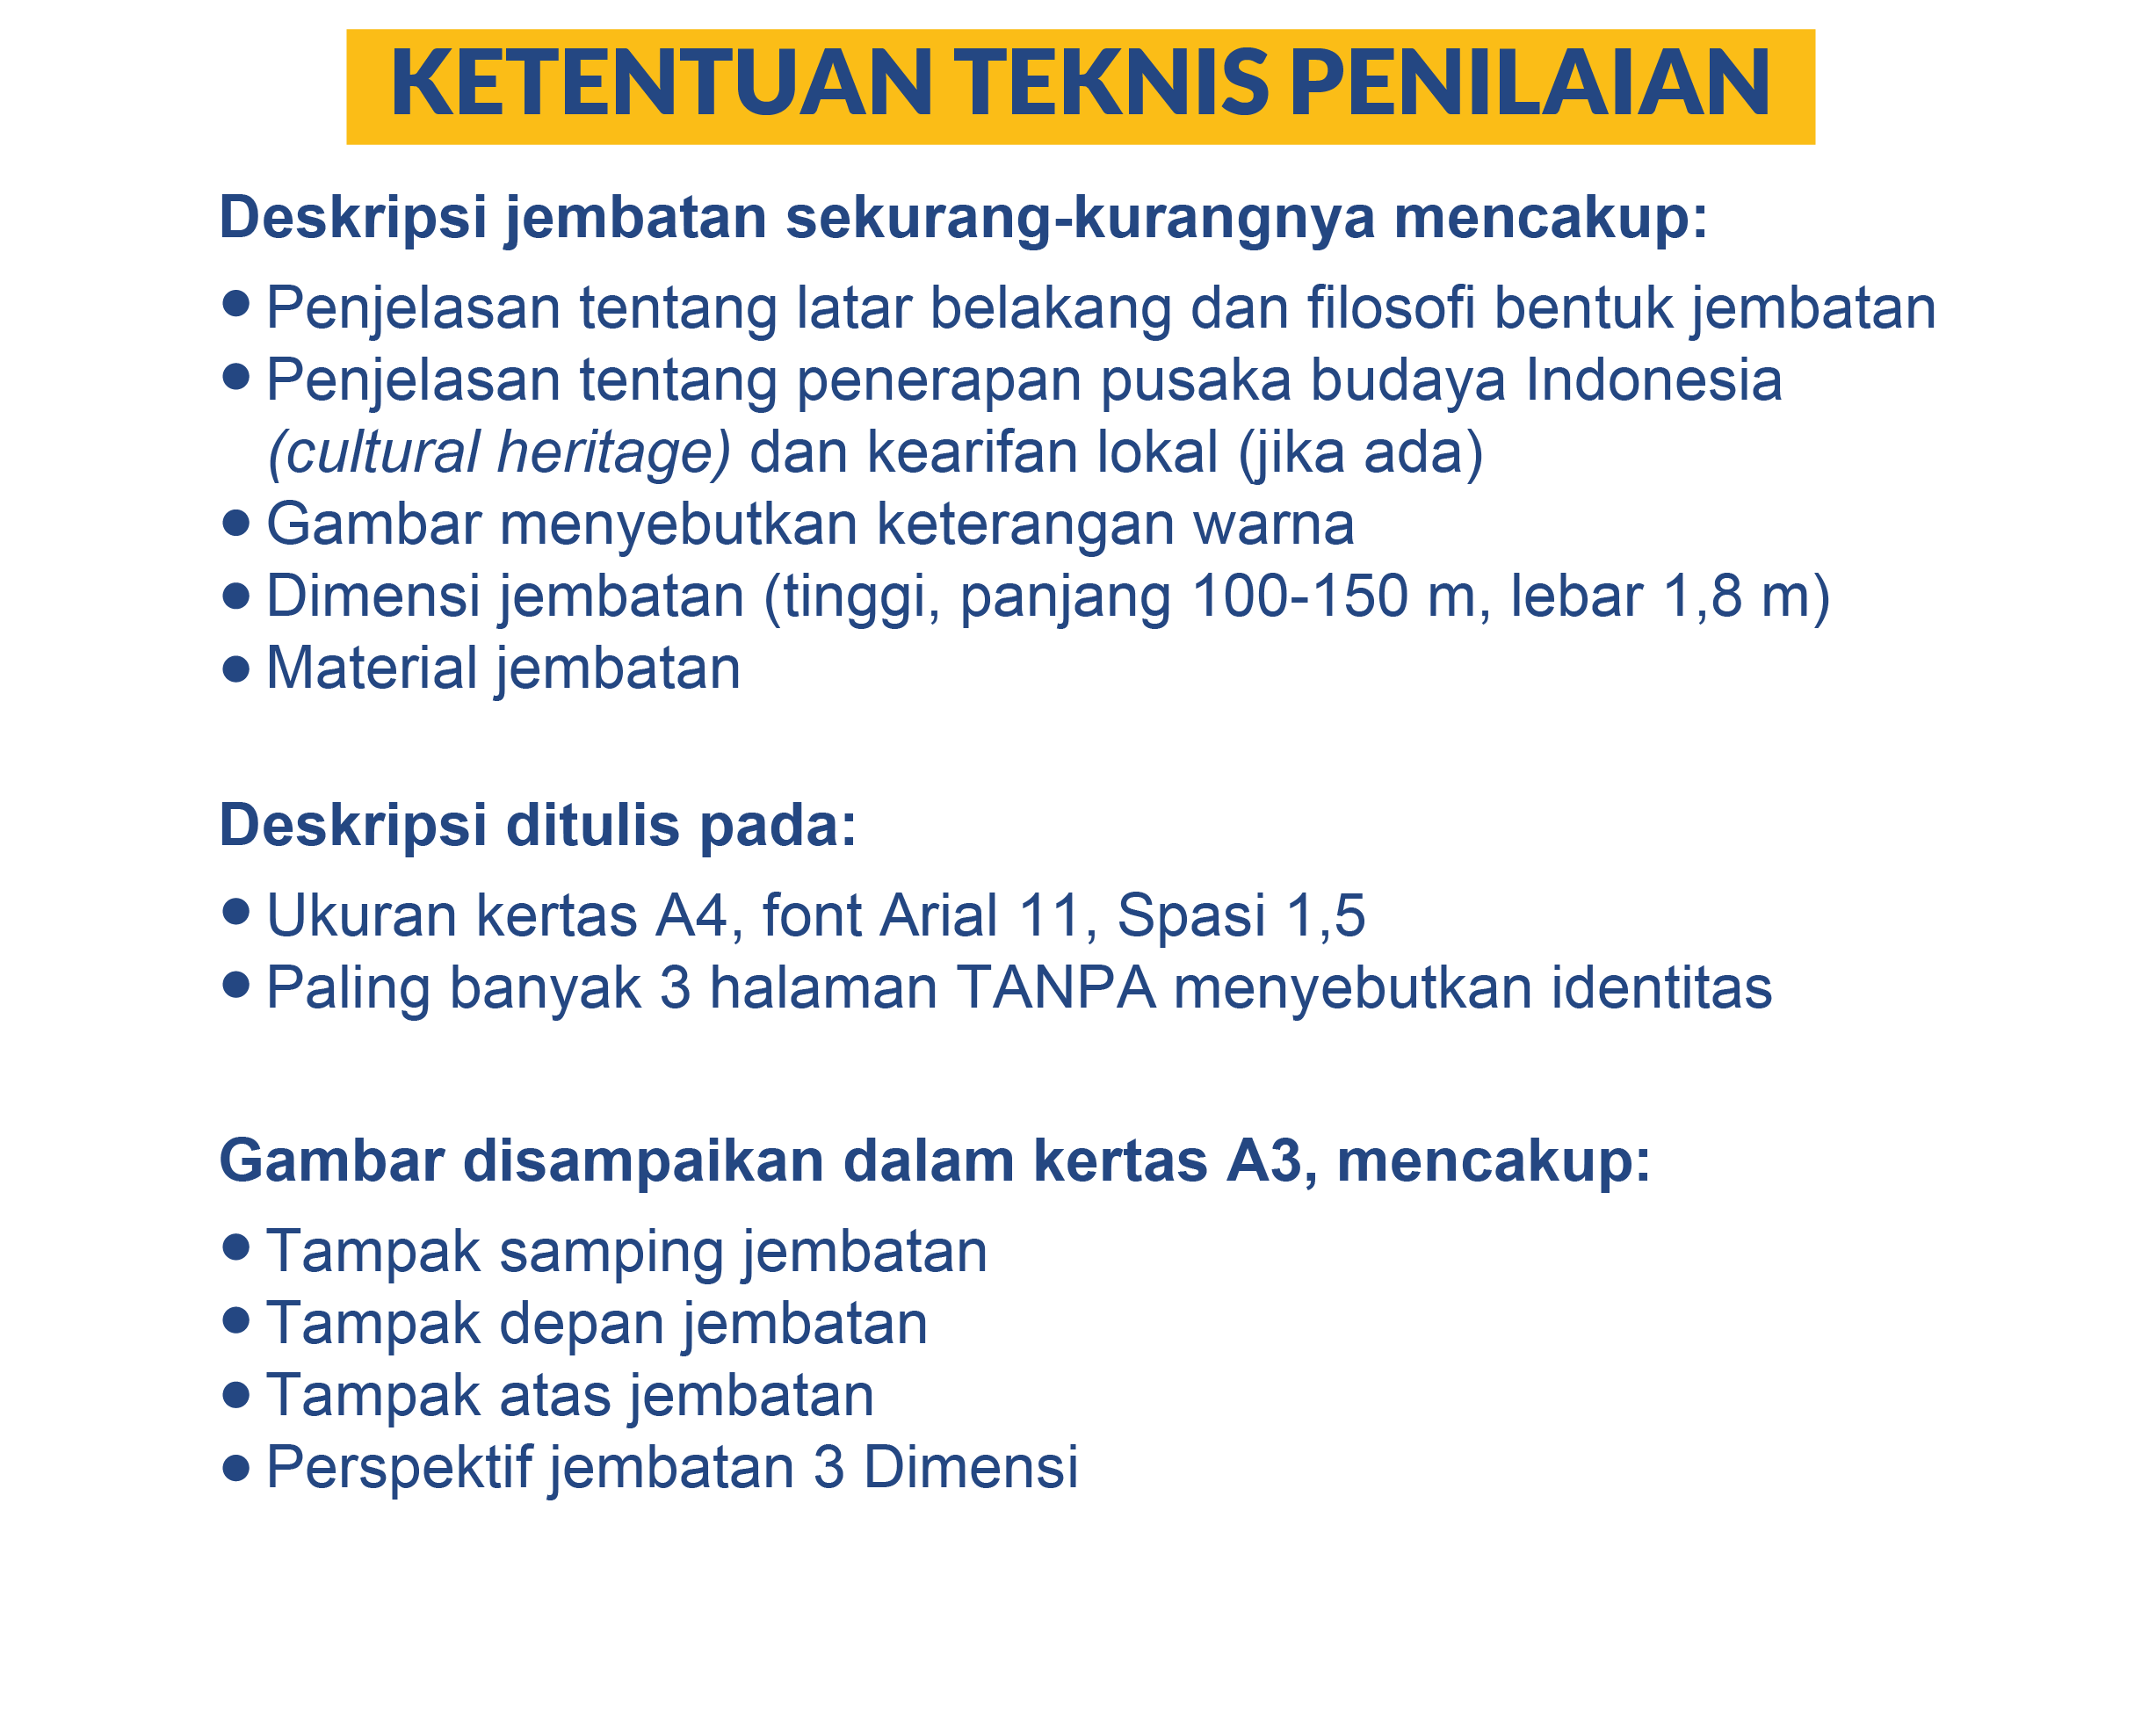 KETENTUAN TEKNIS PENILAIAN
Deskripsi jembatan sekurang-kurangnya mencakup:
● Penjelasan tentang latar belakang dan filosofi bentuk jembatan
● Penjelasan tentang penerapan pusaka budaya Indonesia
(cultural heritage) dan kearifan lokal (jika ada)
● Gambar menyebutkan keterangan warna
● Dimensi jembatan (tinggi, panjang 100-150 m, lebar 1,8 m)
● Material jembatan
Deskripsi ditulis pada:
● Ukuran kertas A4, font Arial 11, Spasi 1,5
● Paling banyak 3 halaman TANPA menyebutkan identitas
Gambar disampaikan dalam kertas A3, mencakup:
● Tampak samping jembatan
● Tampak depan jembatan
● Tampak atas jembatan
● Perspektif jembatan 3 Dimensi